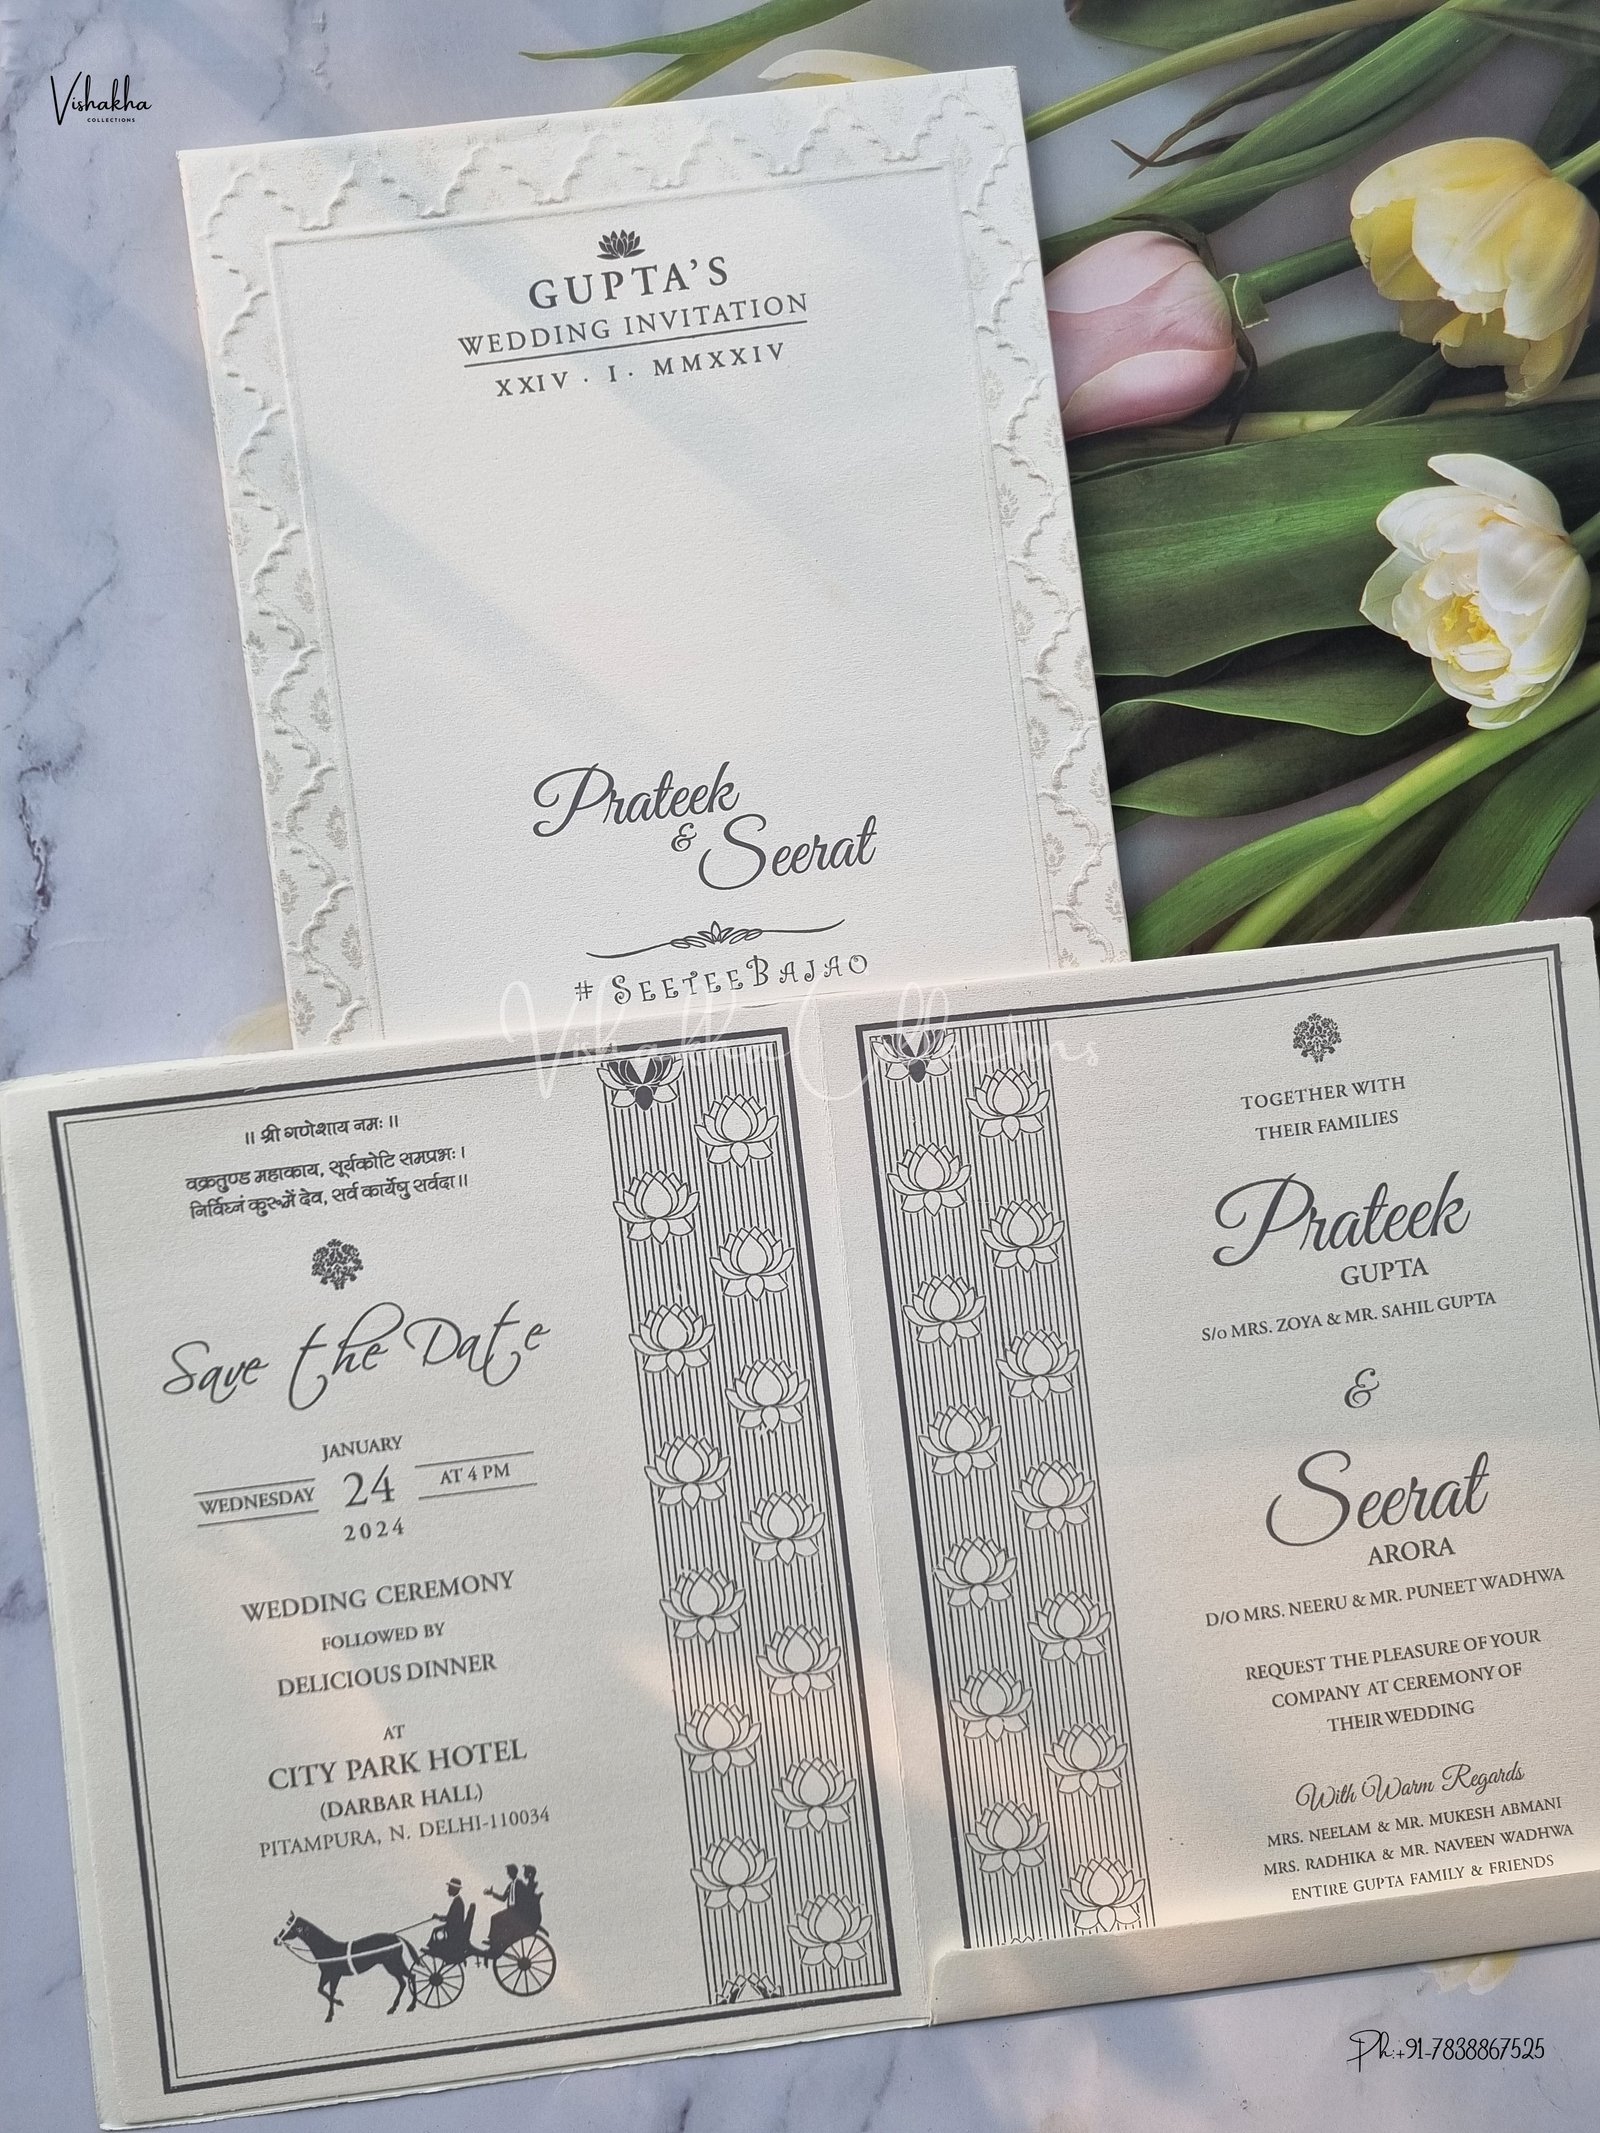 Vishakha
COLLECTIONS
GUPTA'S
WEDDING INVITATION
XXIV · I · MMXXIV
Prateek
&
Seerat
# SEETEEBAJAO
Vishakha Collections
॥ श्री गणेशाय नमः ॥
वक्रतुण्ड महाकाय, सूर्यकोटि समप्रभः।
निर्विघ्नं कुरूमें देव, सर्व कार्येषु सर्वदा॥
Save the Date
JANUARY
WEDNESDAY 24 AT 4 PM
2024
WEDDING CEREMONY
FOLLOWED BY
DELICIOUS DINNER
AT
CITY PARK HOTEL
(DARBAR HALL)
PITAMPURA, N. DELHI-110034
TOGETHER WITH
THEIR FAMILIES
Prateek
GUPTA
S/o MRS. ZOYA & MR. SAHIL GUPTA
&
Seerat
ARORA
D/O MRS. NEERU & MR. PUNEET WADHWA
REQUEST THE PLEASURE OF YOUR
COMPANY AT CEREMONY OF
THEIR WEDDING
With Warm Regards
MRS. NEELAM & MR. MUKESH ABMANI
MRS. RADHIKA & MR. NAVEEN WADHWA
ENTIRE GUPTA FAMILY & FRIENDS
Ph:+91-7838867525